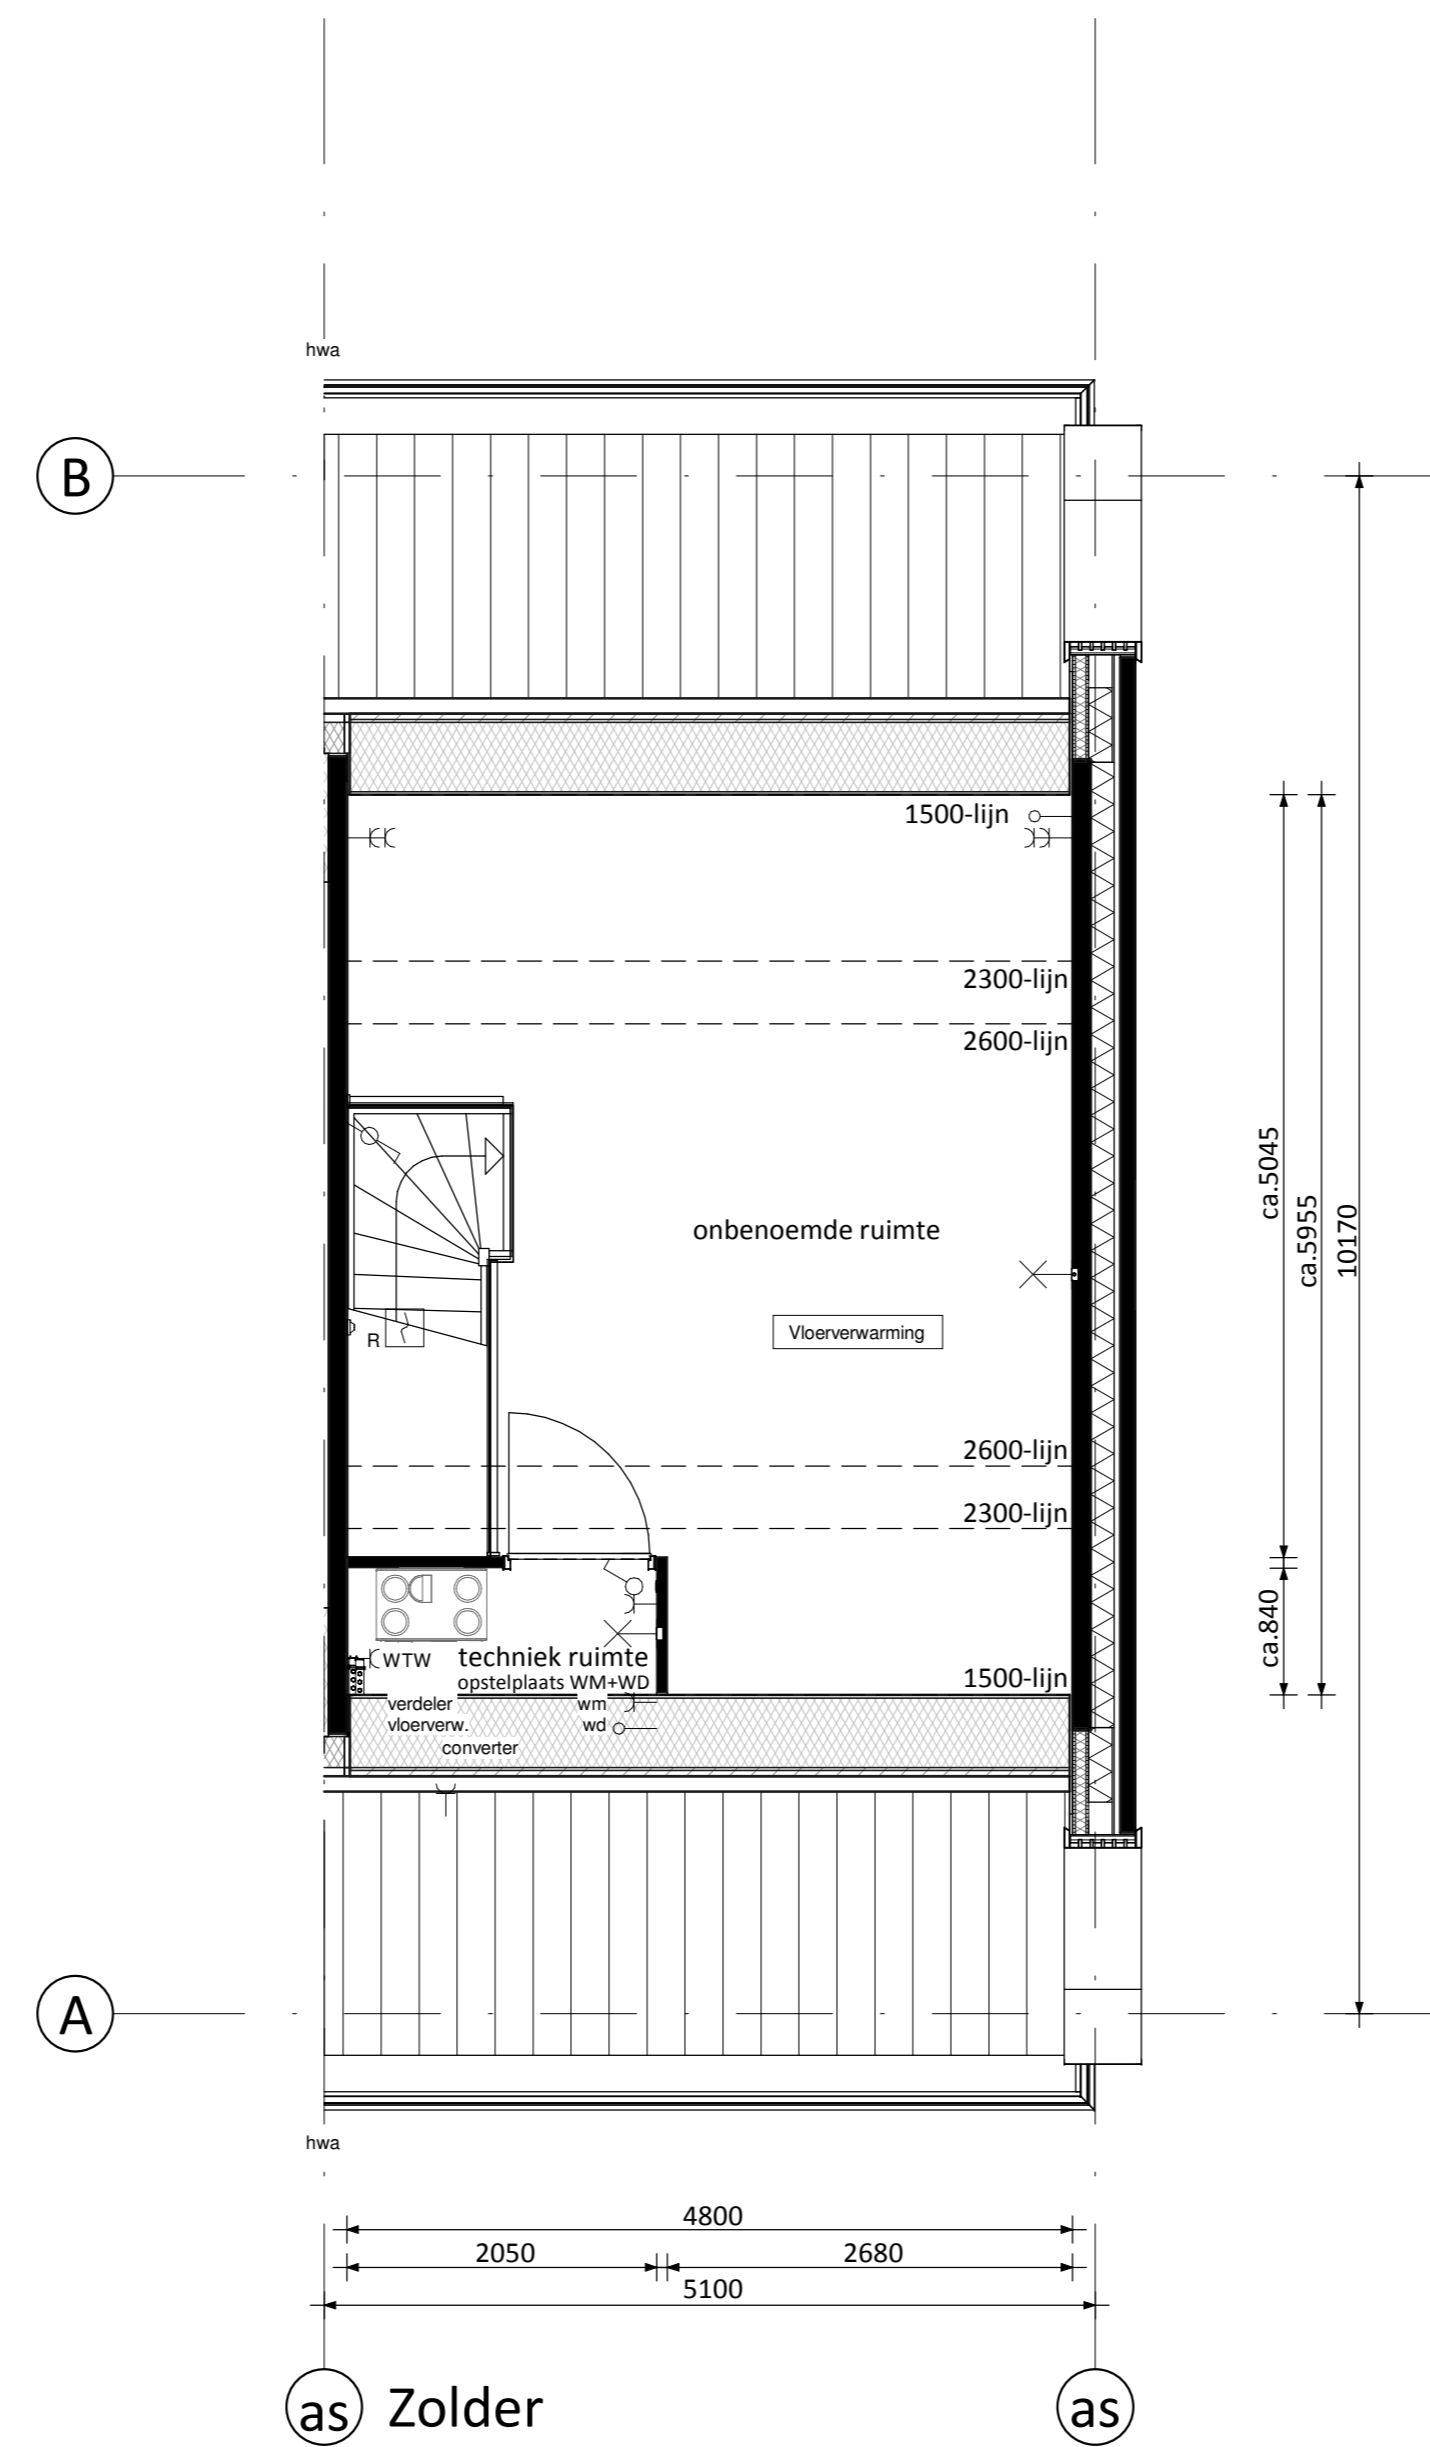 hwa
B
1500-lijn
2300-lijn
2600-lijn
ca.5045
ca.5955
10170
onbenoemde ruimte
Vloerverwarming
R
2600-lijn
2300-lijn
ca.840
WTW
techniek ruimte
opstelplaats WM+WD
1500-lijn
verdeler
vloerverw.
wm
wd
converter
A
hwa
4800
2050
2680
5100
as
Zolder
as